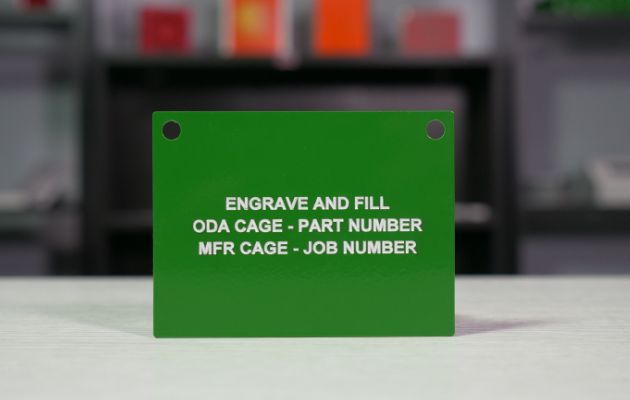 ENGRAVE AND FILL
ODA CAGE - PART NUMBER
MFR CAGE - JOB NUMBER